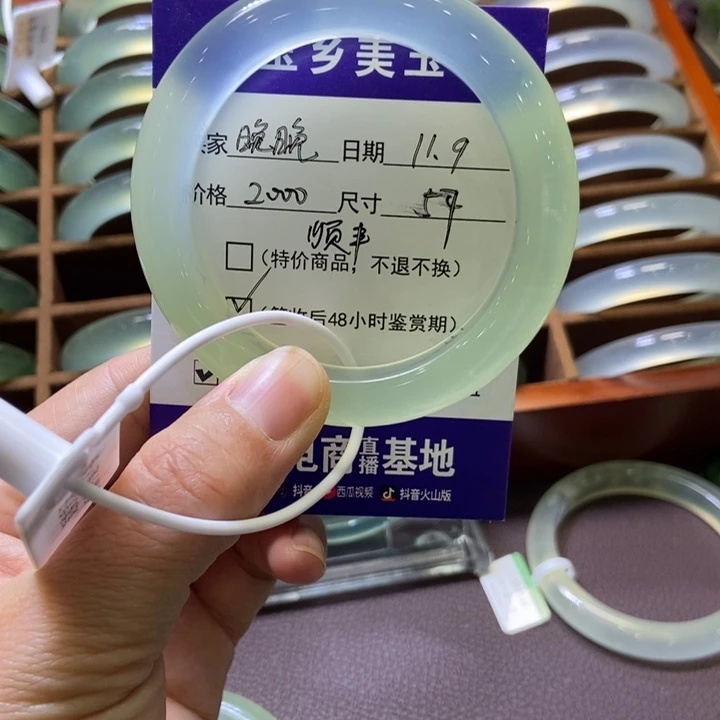 玉乡美玉
家 晚晚 日期 11.9
价格 2000 尺寸
顺丰
(特价商品，不退不换)
收后48小时鉴赏期)
电商直播基地
抖音 西瓜视频 抖音火山版